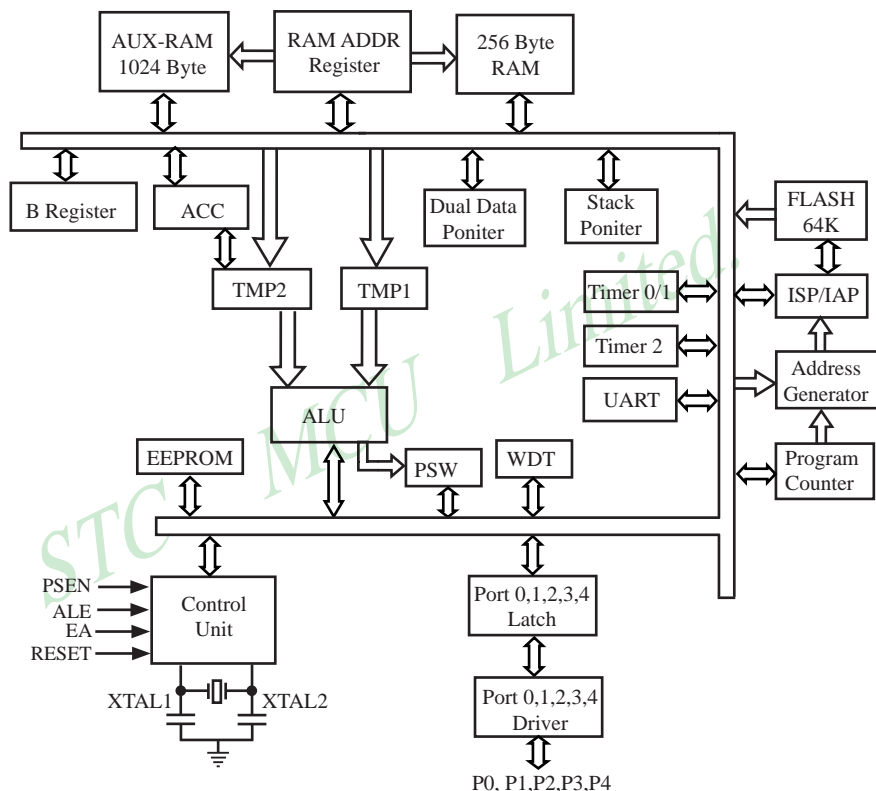 AUX-RAM
1024 Byte
RAM ADDR
Register
256 Byte
RAM
B Register
ACC
Dual Data
Poniter
Stack
Poniter
FLASH
64K
TMP2
TMP1
Timer 0/1
ISP/IAP
Timer 2
Address
Generator
ALU
UART
EEPROM
PSW
WDT
Program
Counter
STC MCU Limited.
PSEN
ALE
EA
RESET
Control
Unit
Port 0,1,2,3,4
Latch
XTAL1
XTAL2
Port 0,1,2,3,4
Driver
P0, P1,P2,P3,P4